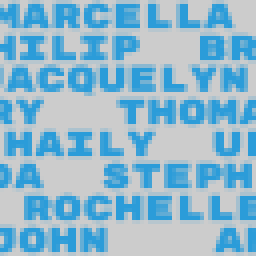 MARCELLA
HILIP BR
JACQUELYN
RY THOMA
HAILY U
DA STEPH
ROCHELLE
JOHN A